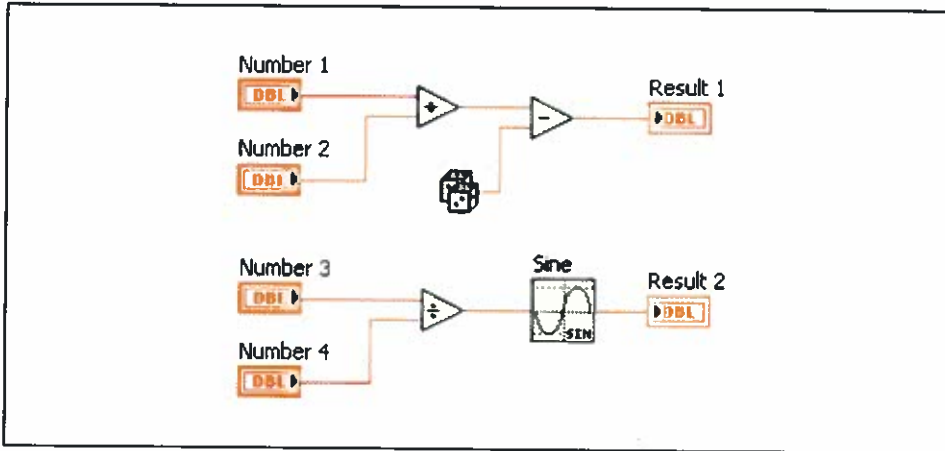 Number 1
DBL
Number 2
DBL
+
-
Result 1
DBL
Number 3
DBL
Number 4
DBL
÷
Sine
SIN
Result 2
DBL